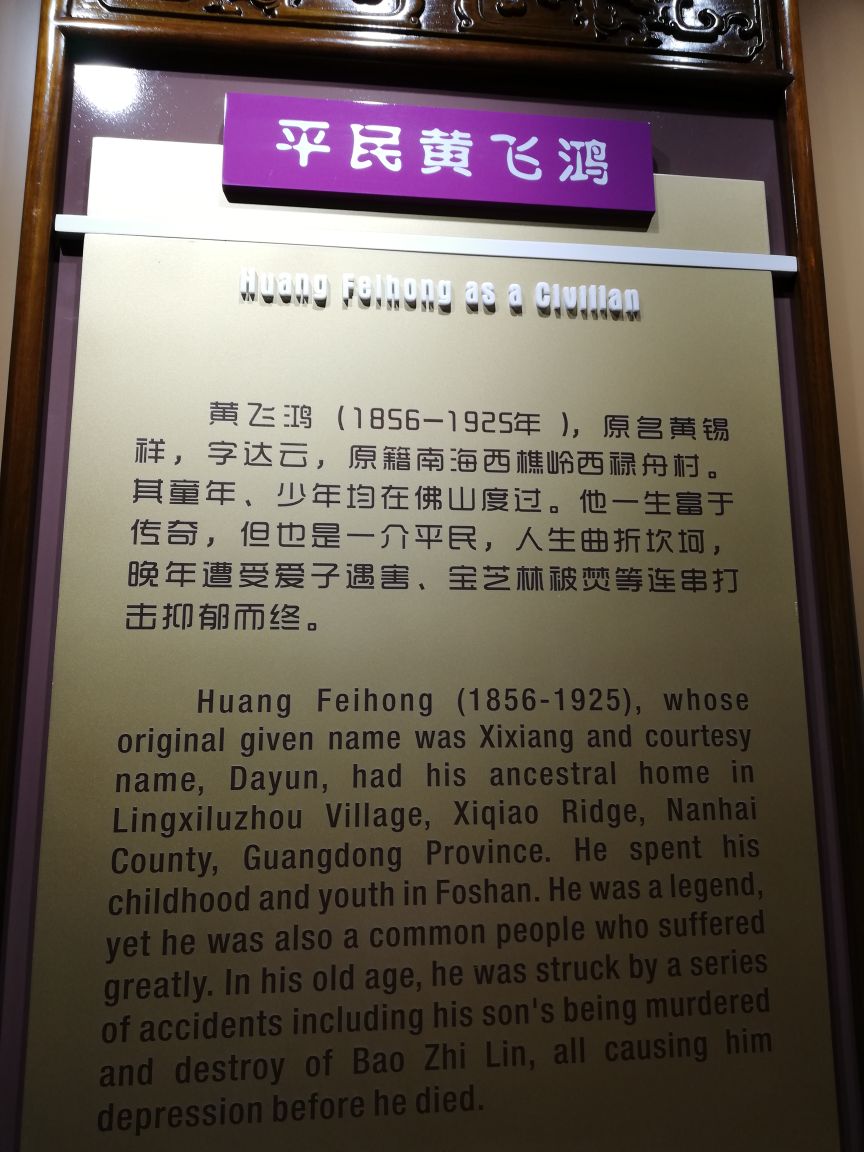 平民黄飞鸿
Huang Feihong as a Civilian
黄飞鸿（1856—1925年），原名黄锡
祥，字达云，原籍南海西樵岭西禄舟村。
其童年、少年均在佛山度过。他一生富于
传奇，但也是一介平民，人生曲折坎坷，
晚年遭受爱子遇害、宝芝林被焚等连串打
击抑郁而终。
Huang Feihong (1856-1925), whose
original given name was Xixiang and courtesy
name, Dayun, had his ancestral home in
Lingxiluzhou Village, Xiqiao Ridge, Nanhai
County, Guangdong Province. He spent his
childhood and youth in Foshan. He was a legend,
yet he was also a common people who suffered
greatly. In his old age, he was struck by a series
of accidents including his son's being murdered
and destroy of Bao Zhi Lin, all causing him
depression before he died.